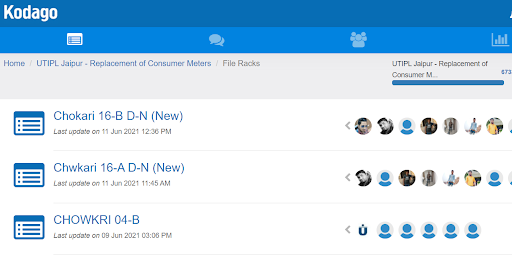 Kodago
Home / UTIPL Jaipur - Replacement of Consumer Meters / File Racks
UTIPL Jaipur - Replacement of
Consumer M...
673
Chokari 16-B D-N (New)
Last update on 11 Jun 2021 12:36 PM
Chwkari 16-A D-N (New)
Last update on 11 Jun 2021 11:45 AM
CHOWKRI 04-B
Last update on 09 Jun 2021 03:06 PM